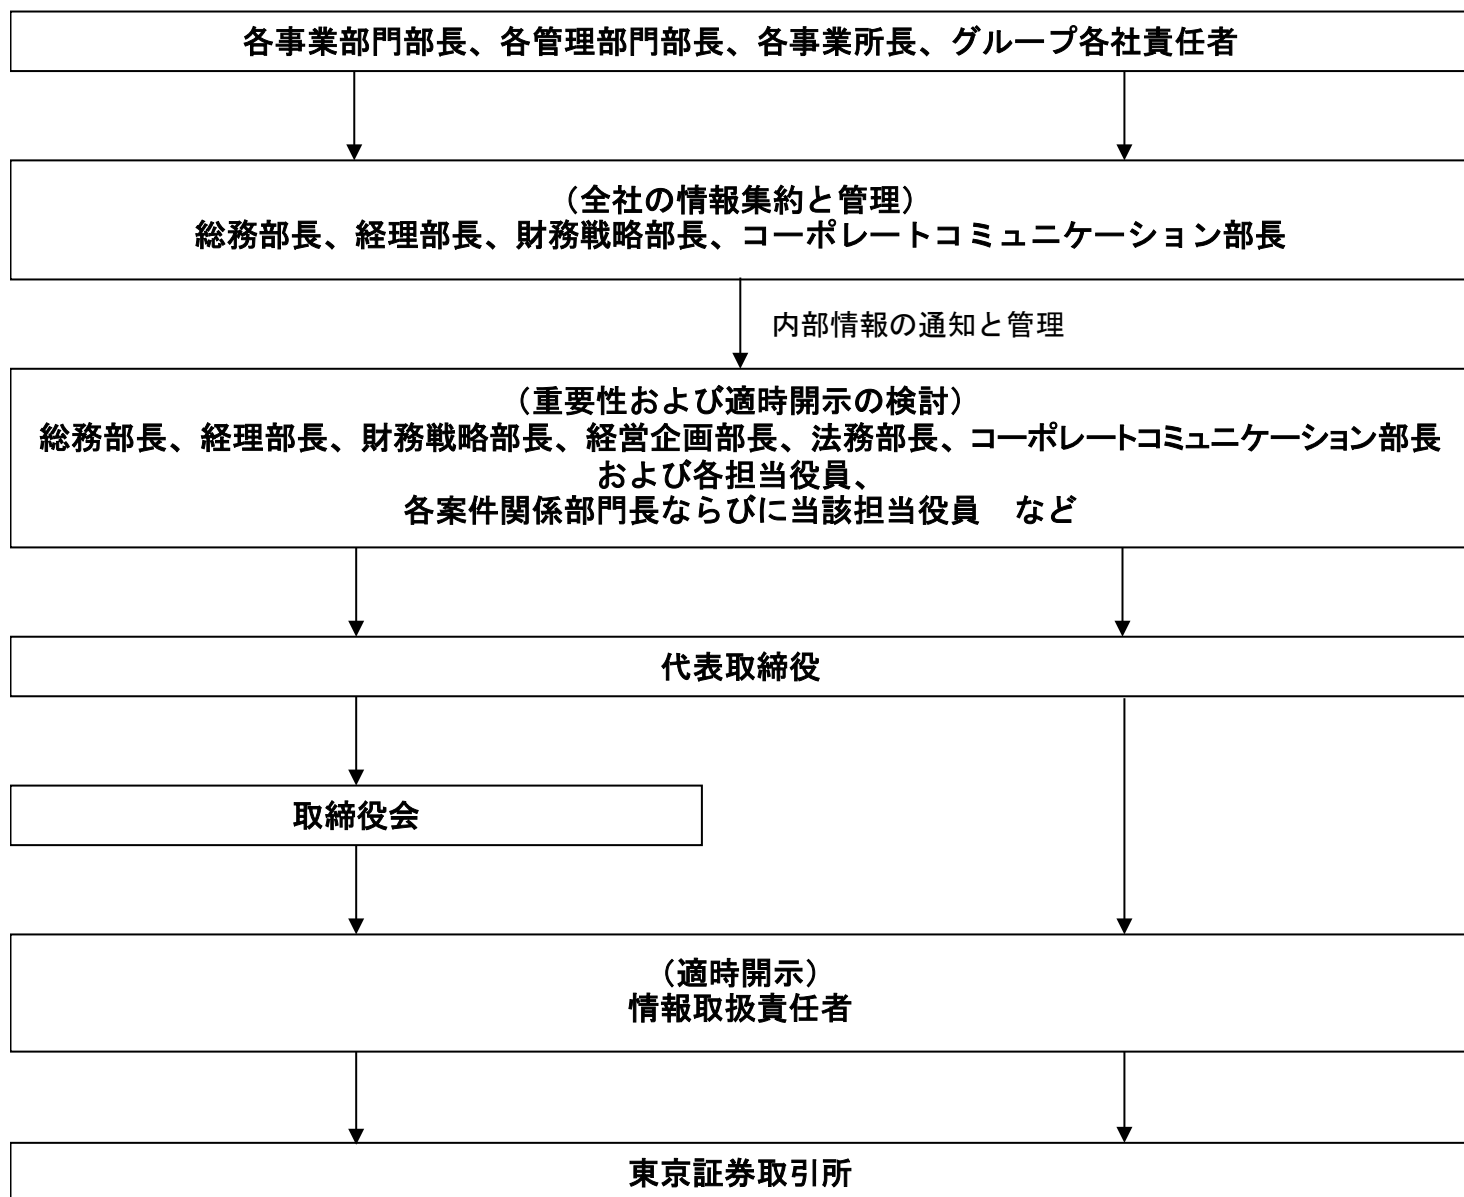 各事業部門部長、各管理部門部長、各事業所長、グループ各社責任者
（全社の情報集約と管理）
総務部長、経理部長、財務戦略部長、コーポレートコミュニケーション部長
内部情報の通知と管理
（重要性および適時開示の検討）
総務部長、経理部長、財務戦略部長、経営企画部長、法務部長、コーポレートコミュニケーション部長
および各担当役員、
各案件関係部門長ならびに当該担当役員　など
代表取締役
取締役会
（適時開示）
情報取扱責任者
東京証券取引所